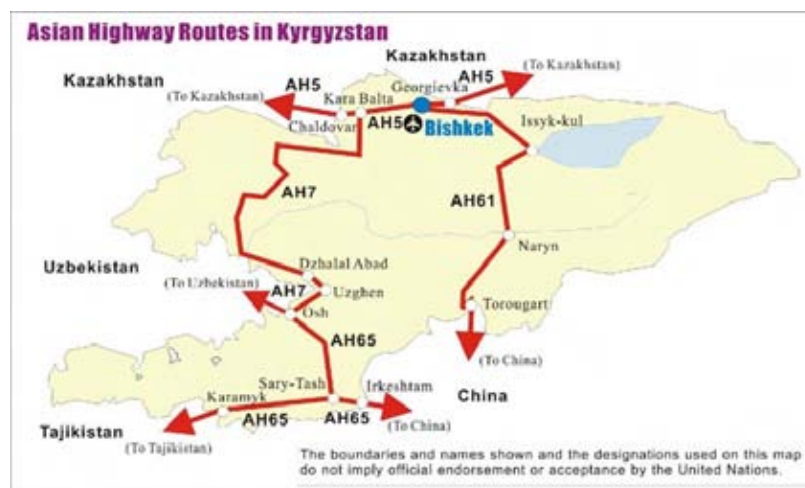 Asian Highway Routes in Kyrgyzstan
Kazakhstan
Kazakhstan
AH5
Georgievka
AH5
(To Kazakhstan)
(To Kazakhstan)
Kara Balta
Chaldovar
AH5
Bishkek
Issyk-kul
AH7
AH61
Naryn
Uzbekistan
Dzhalal Abad
(To Uzbekistan)
AH7
Uzghen
Osh
Torougart
AH65
(To China)
Sary-Tash
Irkeshtam
China
Karamyk
AH65
AH65
(To China)
Tajikistan
(To Tajikistan)
The boundaries and names shown and the designations used on this map
do not imply official endorsement or acceptance by the United Nations.